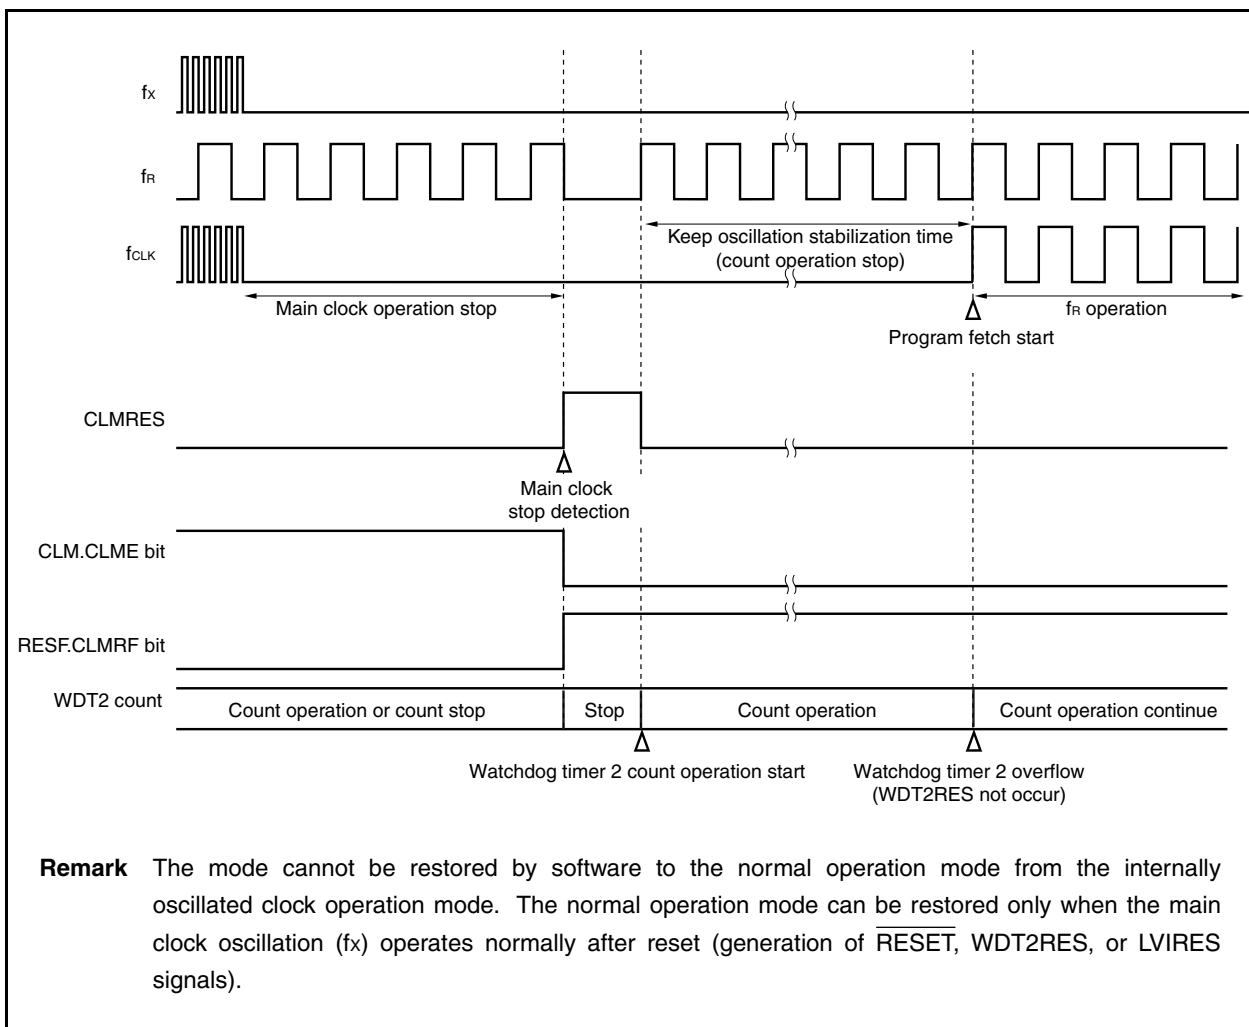 fX
fR
Keep oscillation stabilization time
(count operation stop)
fCLK
Main clock operation stop
fR operation
Program fetch start
CLMRES
Main clock
stop detection
CLM.CLME bit
RESF.CLMRF bit
WDT2 count
Count operation or count stop
Stop
Count operation
Count operation continue
Watchdog timer 2 count operation start
Watchdog timer 2 overflow
(WDT2RES not occur)
Remark The mode cannot be restored by software to the normal operation mode from the internally
oscillated clock operation mode. The normal operation mode can be restored only when the main
clock oscillation (fX) operates normally after reset (generation of RESET, WDT2RES, or LVIRES
signals).